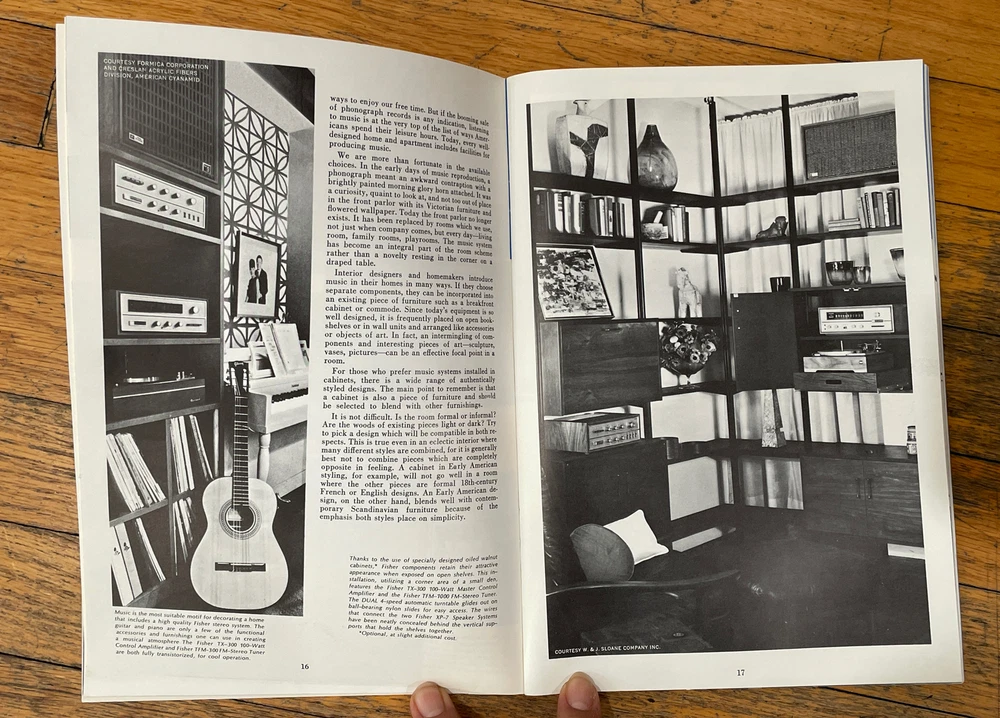 COURTESY FORMICA CORPORATION
AND CRESLAN ACRYLIC FIBERS
DIVISION, AMERICAN CYANAMID
ways to enjoy our free time. But if the booming sale
of phonograph records is any indication, listening
to music is at the very top of the list of ways Amer-
icans spend their leisure hours. Today, every well-
designed home and apartment includes facilities for
producing music.
We are more than fortunate in the available
choices. In the early days of music reproduction, a
phonograph meant an awkward contraption with a
brightly painted morning glory horn attached. It was
a curiosity, quaint to look at, and not too out of place
in the front parlor with its Victorian furniture and
flowered wallpaper. Today the front parlor no longer
exists. It has been replaced by rooms which we use,
not just when company comes, but every day—living
room, family rooms, playrooms. The music system
has become an integral part of the room scheme
rather than a novelty resting in the corner on a
draped table.
Interior designers and homemakers introduce
music in their homes in many ways. If they choose
separate components, they can be incorporated into
an existing piece of furniture such as a breakfront
cabinet or commode. Since today's equipment is so
well designed, it is frequently placed on open book-
shelves or in wall units and arranged like accessories
or objects of art. In fact, an intermingling of com-
ponents and interesting pieces of art—sculpture,
vases, pictures—can be an effective focal point in a
room.
For those who prefer music systems installed in
cabinets, there is a wide range of authentically
styled designs. The main point to remember is that
a cabinet is also a piece of furniture and should
be selected to blend with other furnishings.
It is not difficult. Is the room formal or informal?
Are the woods of existing pieces light or dark? Try
to pick a design which will be compatible in both re-
spects. This is true even in an eclectic interior where
many different styles are combined, for it is generally
best not to combine pieces which are completely
opposite in feeling. A cabinet in Early American
styling, for example, will not go well in a room
where the other pieces are formal 18th-century
French or English designs. An Early American de-
sign, on the other hand, blends well with contem-
porary Scandinavian furniture because of the
emphasis both styles place on simplicity.
Music is the most suitable motif for decorating a home
that includes a high quality Fisher stereo system. The
guitar and piano are only a few of the functional
accessories and furnishings one can use in creating
a musical atmosphere The Fisher TX-300 100-Watt
Control Amplifier and Fisher TFM-300 FM-Stereo Tuner
are both fully transistorized, for cool operation.
Thanks to the use of specially designed oiled walnut
cabinets,* Fisher components retain their attractive
appearance when exposed on open shelves. This in-
stallation, utilizing a corner area of a small den,
features the Fisher TX-300 100-Watt Master Control
Amplifier and the Fisher TFM-1000 FM-Stereo Tuner.
The DUAL 4-speed automatic turntable glides out on
ball-bearing nylon slides for easy access. The wires
that connect the two Fisher XP-7 Speaker Systems
have been neatly concealed behind the vertical sup-
ports that hold the shelves together.
*Optional, at slight additional cost.
16
COURTESY W. & J. SLOANE COMPANY INC.
17